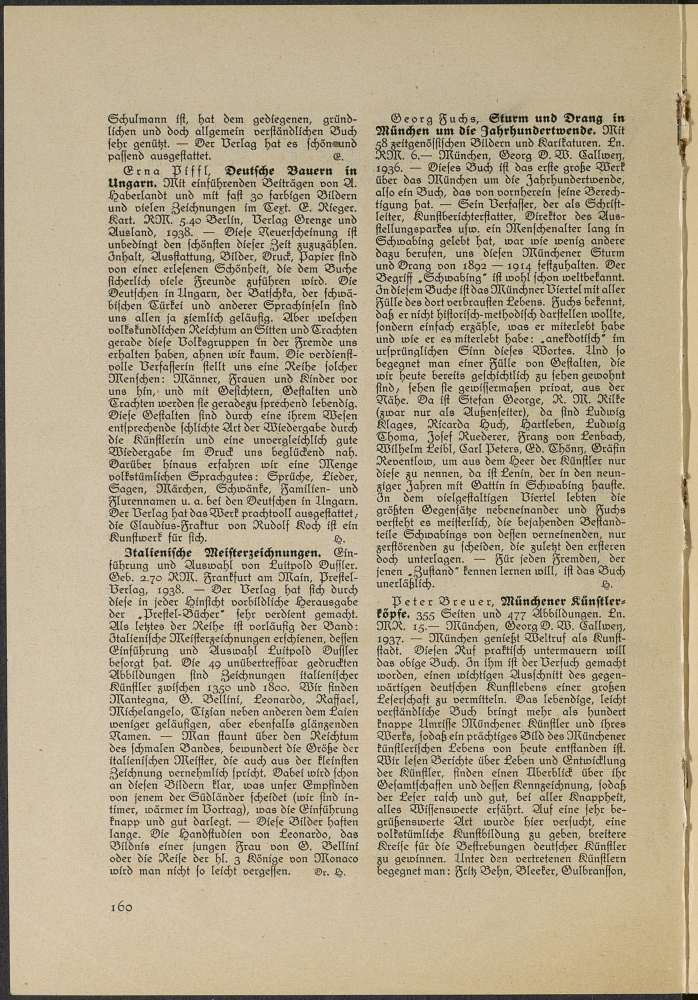 Schulmann ist, hat dem gediegenen, gründ-
lichen und doch allgemein verständlichen Buch
sehr genützt. — Der Verlag hat es schön und
passend ausgestattet. E.
Erna Piffl, Deutsche Bauern in
Ungarn. Mit einführenden Beiträgen von A.
Haberlandt und mit fast 30 farbigen Bildern
und vielen Zeichnungen im Text. E. Rieger.
Kart. RM. 5.40 Berlin, Verlag Grenze und
Ausland, 1938. — Diese Neuerscheinung ist
unbedingt den schönsten dieser Zeit zuzuzählen.
Inhalt, Ausstattung, Bilder, Druck, Papier sind
von einer erlesenen Schönheit, die dem Buche
sicherlich viele Freunde zuführen wird. Die
Deutschen in Ungarn, der Batschka, der schwä-
bischen Türkei und anderer Sprachinseln sind
uns allen ja ziemlich geläufig. Aber welchen
volkskundlichen Reichtum an Sitten und Trachten
gerade diese Volksgruppen in der Fremde uns
erhalten haben, ahnen wir kaum. Die verdienst-
volle Verfasserin stellt uns eine Reihe solcher
Menschen: Männer, Frauen und Kinder vor
uns hin, und mit Gesichtern, Gestalten und
Trachten werden sie geradezu sprechend lebendig.
Diese Gestalten sind durch eine ihrem Wesen
entsprechende schlichte Art der Wiedergabe durch
die Künstlerin und eine unvergleichlich gute
Wiedergabe im Druck uns beglückend nah.
Darüber hinaus erfahren wir eine Menge
volkstümlichen Sprachgutes: Sprüche, Lieder,
Sagen, Märchen, Schwänke, Familien- und
Flurennamen u. a. bei den Deutschen in Ungarn.
Der Verlag hat das Werk prachtvoll ausgestattet,
die Claudius-Fraktur von Rudolf Koch ist ein
Kunstwerk für sich. H.
Italienische Meisterzeichnungen. Ein-
führung und Auswahl von Luitpold Dussler.
Geb. 2.70 RM. Frankfurt am Main, Prestel-
Verlag, 1938. — Der Verlag hat sich durch
diese in jeder Hinsicht vorbildliche Herausgabe
der „Prestel-Bücher“ sehr verdient gemacht.
Als letztes der Reihe ist vorläufig der Band:
Italienische Meisterzeichnungen erschienen, dessen
Einführung und Auswahl Luitpold Dussler
besorgt hat. Die 49 unübertreffbar gedruckten
Abbildungen sind Zeichnungen italienischer
Künstler zwischen 1350 und 1800. Wir finden
Mantegna, G. Bellini, Leonardo, Raffael,
Michelangelo, Tizian neben anderen dem Laien
weniger geläufigen, aber ebenfalls glänzenden
Namen. — Man staunt über den Reichtum
des schmalen Bandes, bewundert die Größe der
italienischen Meister, die auch aus der kleinsten
Zeichnung vernehmlich spricht. Dabei wird schon
an diesen Bildern klar, was unser Empfinden
von jenem der Südländer scheidet (wir sind in-
timer, wärmer im Vortrag), was die Einführung
knapp und gut darlegt. — Diese Bilder haften
lange. Die Handstudien von Leonardo, das
Bildnis einer jungen Frau von G. Bellini
oder die Reise der hl. 3 Könige von Monaco
wird man nicht so leicht vergessen. Dr. H.
160
Georg Fuchs, Sturm und Drang in
München um die Jahrhundertwende. Mit
58 zeitgenössischen Bildern und Karikaturen. Ln.
RM. 6.— München, Georg D. W. Callwey,
1936. — Dieses Buch ist das erste große Werk
über das München um die Jahrhundertwende,
also ein Buch, das von vornherein seine Berech-
tigung hat. — Sein Verfasser, der als Schrift-
leiter, Kunstberichterstatter, Direktor des Aus-
stellungsparkes usw. ein Menschenalter lang in
Schwabing gelebt hat, war wie wenig andere
dazu berufen, uns diesen Münchener Sturm
und Drang von 1892 — 1914 festzuhalten. Der
Begriff „Schwabing“ ist wohl schon weltbekannt.
In diesem Buche ist das Münchner Viertel mit aller
Fülle des dort verbrausten Lebens. Fuchs bekennt,
daß er nicht historisch-methodisch darstellen wollte,
sondern einfach erzähle, was er miterlebt habe
und wie er es miterlebt habe: „anekdotisch“ im
ursprünglichen Sinn dieses Wortes. Und so
begegnet man einer Fülle von Gestalten, die
wir heute bereits geschichtlich zu sehen gewohnt
sind, sehen sie gewissermaßen privat, aus der
Nähe. Da ist Stefan George, R. M. Rilke
(zwar nur als Außenseiter), da sind Ludwig
Klages, Ricarda Huch, Hartleben, Ludwig
Thoma, Josef Ruederer, Franz von Lenbach,
Wilhelm Leibl, Carl Peters, Ed. Thöny, Gräfin
Reventlow, um aus dem Heer der Künstler nur
diese zu nennen, da ist Lenin, der in den neun-
ziger Jahren mit Gattin in Schwabing hauste.
In dem vielgestaltigen Viertel lebten die
größten Gegensätze nebeneinander und Fuchs
versteht es meisterlich, die bejahenden Bestand-
teile Schwabings von dessen verneinenden, nur
zerstörenden zu scheiden, die zuletzt den ersteren
doch unterlagen. — Für jeden Fremden, der
jenen „Zustand“ kennen lernen will, ist das Buch
unerläßlich. H.
Peter Breuer, Münchener Künstler-
köpfe. 355 Seiten und 477 Abbildungen. Ln.
MR. 15.— München, Georg D. W. Callwey,
1937. — München genießt Weltruf als Kunst-
stadt. Diesen Ruf praktisch untermauern will
das obige Buch. In ihm ist der Versuch gemacht
worden, einen wichtigen Ausschnitt des gegen-
wärtigen deutschen Kunstlebens einer großen
Leserschaft zu vermitteln. Das lebendige, leicht
verständliche Buch bringt mehr als hundert
knappe Umrisse Münchener Künstler und ihres
Werks, sodaß ein prächtiges Bild des Münchener
künstlerischen Lebens von heute entstanden ist.
Wir lesen Berichte über Leben und Entwicklung
der Künstler, finden einen Überblick über ihr
Gesamtschaffen und dessen Kennzeichnung, sodaß
der Leser rasch und gut, bei aller Knappheit,
alles Wissenswerte erfährt. Auf eine sehr be-
grüßenswerte Art wurde hier versucht, eine
volkstümliche Kunstbildung zu geben, breitere
Kreise für die Bestrebungen deutscher Künstler
zu gewinnen. Unter den vertretenen Künstlern
begegnet man: Fritz Behn, Bleeker, Gulbransson,